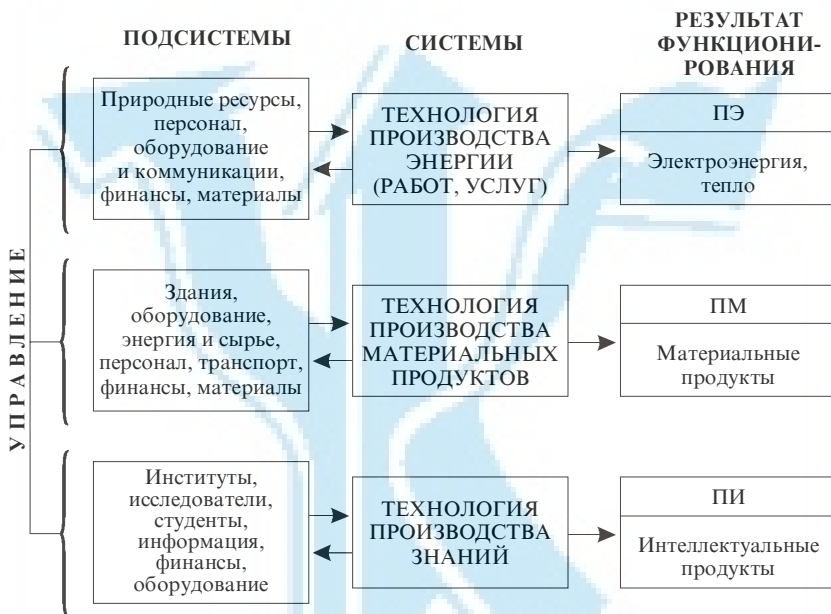 ПОДСИСТЕМЫ
СИСТЕМЫ
РЕЗУЛЬТАТ
ФУНКЦИОНИ-
РОВАНИЯ
УПРАВЛЕНИЕ
Природные ресурсы,
персонал,
оборудование
и коммуникации,
финансы, материалы
ТЕХНОЛОГИЯ
ПРОИЗВОДСТВА
ЭНЕРГИИ
(РАБОТ, УСЛУГ)
ПЭ
Электроэнергия,
тепло
Здания,
оборудование,
энергия и сырье,
персонал, транспорт,
финансы, материалы
ТЕХНОЛОГИЯ
ПРОИЗВОДСТВА
МАТЕРИАЛЬНЫХ
ПРОДУКТОВ
ПМ
Материальные
продукты
Институты,
исследователи,
студенты,
информация,
финансы,
оборудование
ТЕХНОЛОГИЯ
ПРОИЗВОДСТВА
ЗНАНИЙ
ПИ
Интеллектуальные
продукты